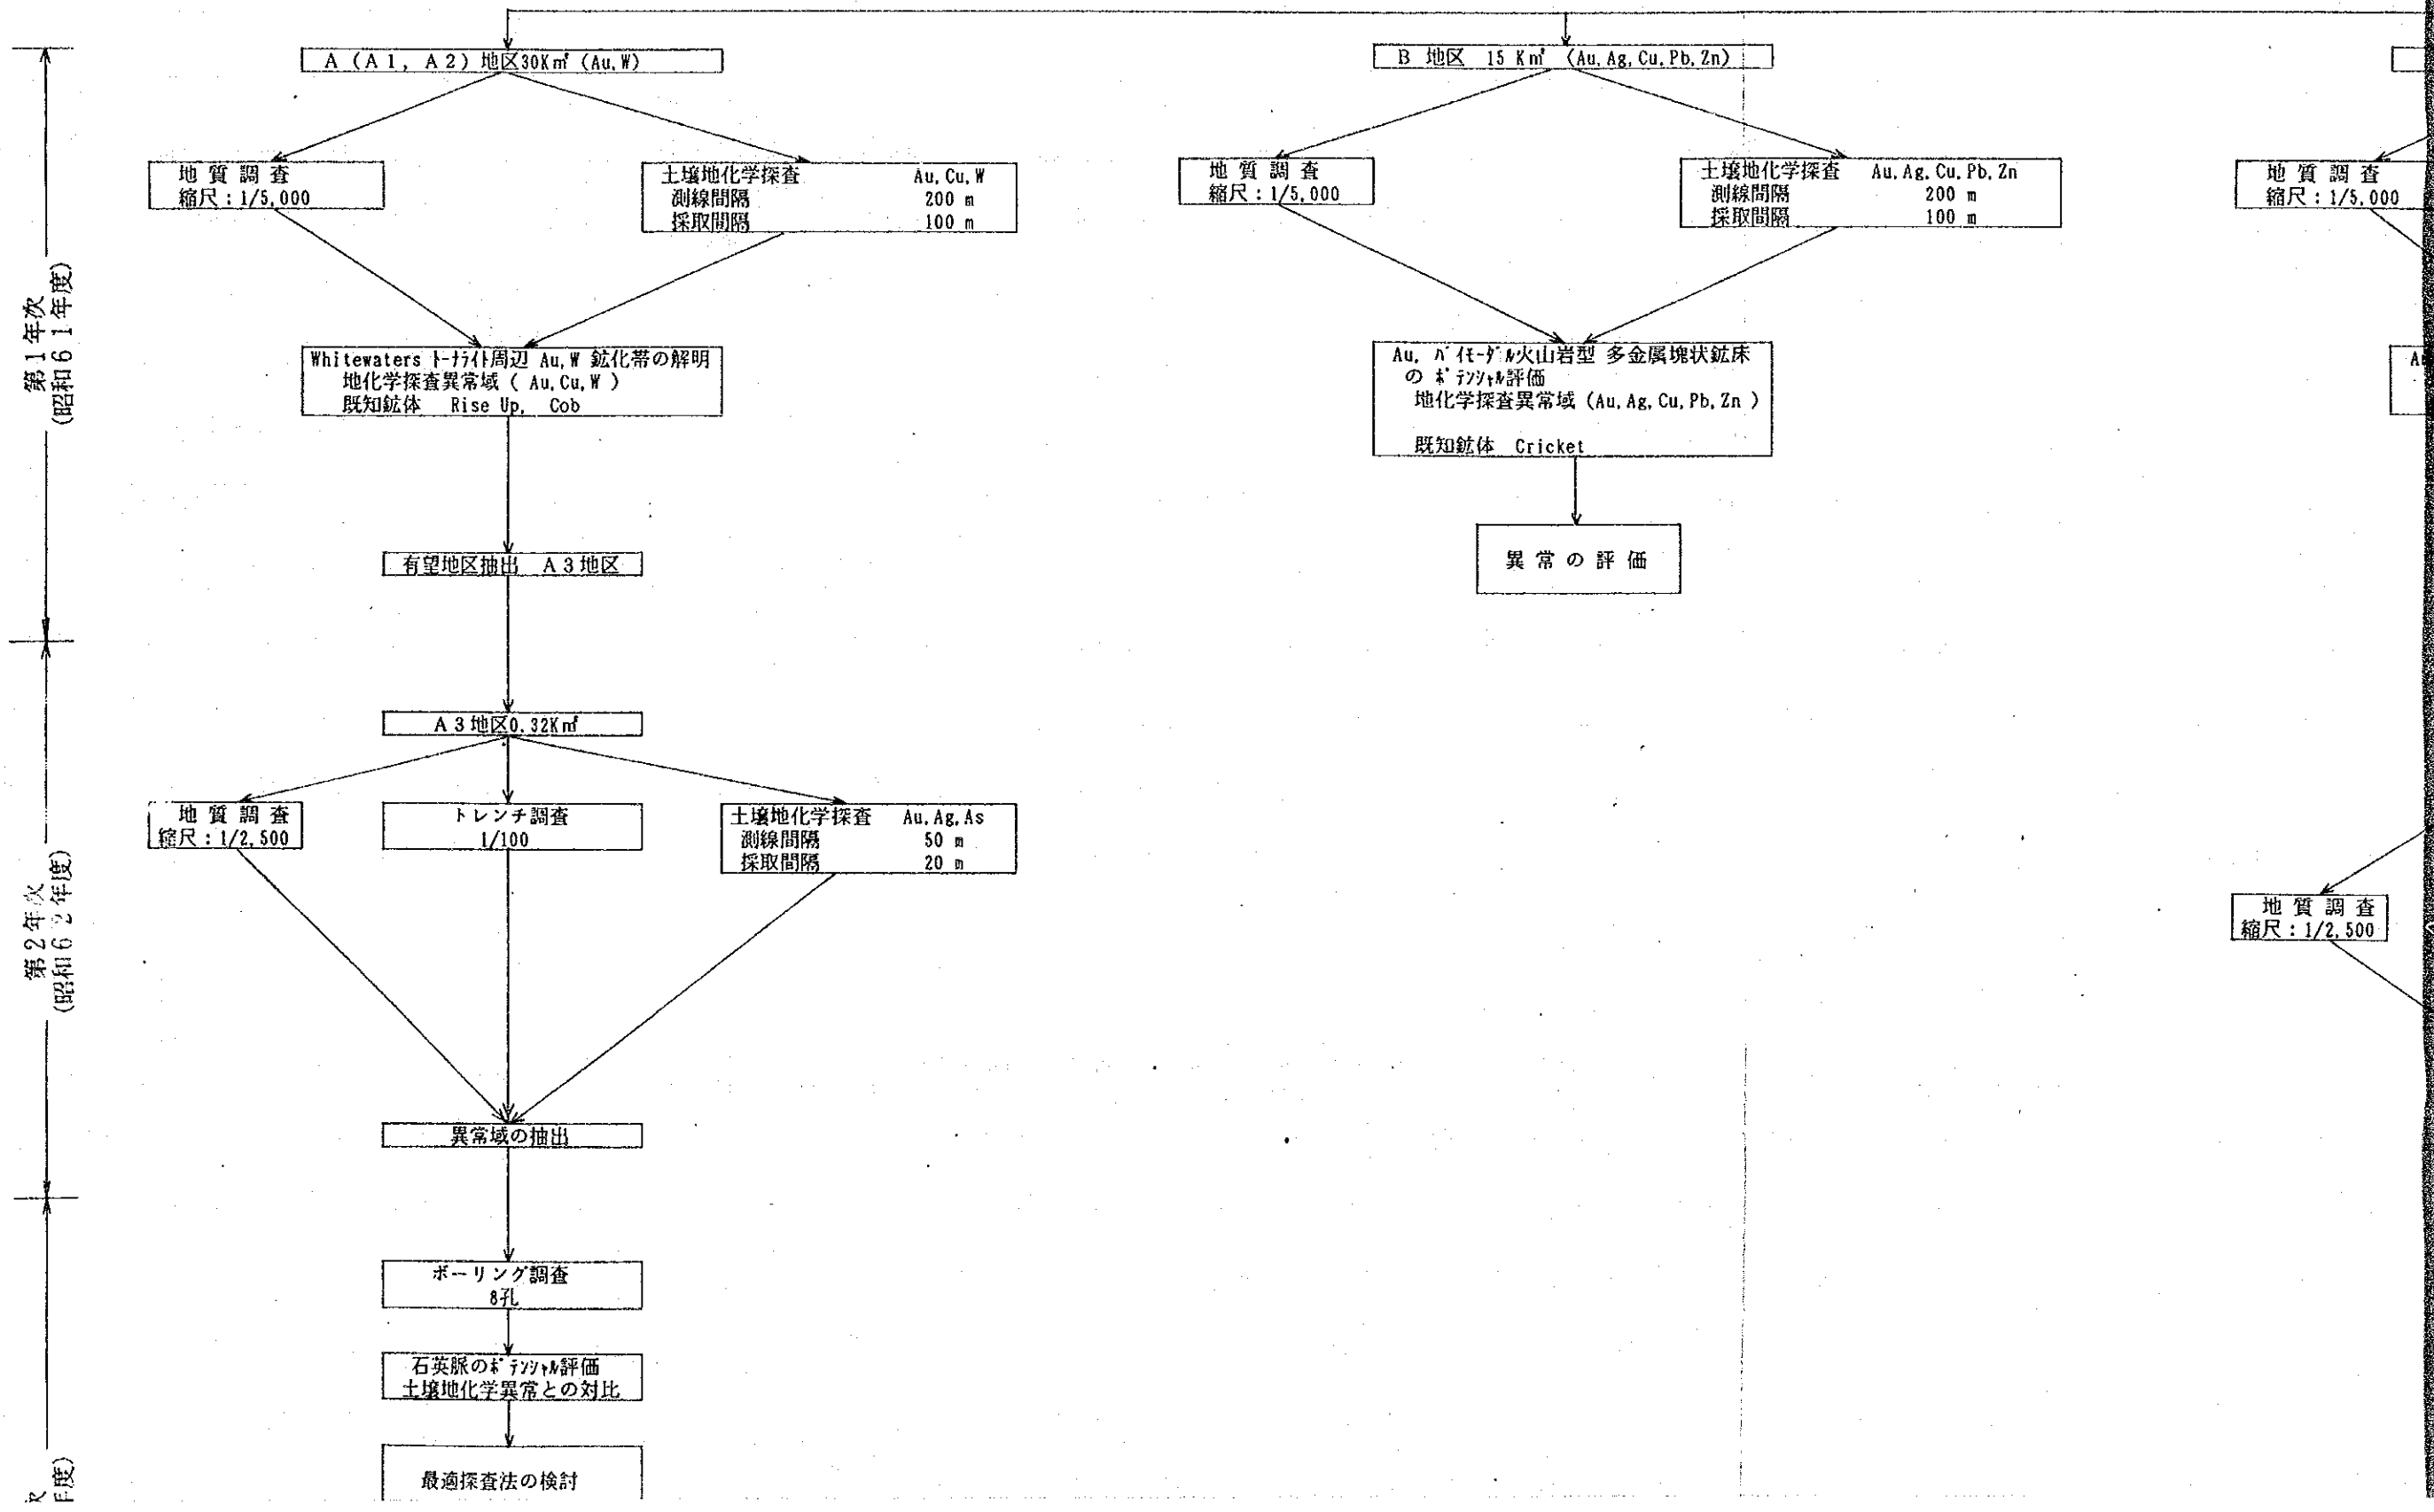 A (A1, A2) 地区30Km² (Au, W)
地 質 調 査
縮尺：1/5,000
土壌地化学探査 Au, Cu, W
測線間隔 200 m
採取間隔 100 m
Whitewaters トーナライト周辺 Au, W 鉱化帯の解明
地化学探査異常域 ( Au, Cu, W )
既知鉱体 Rise Up, Cob
有望地区抽出 A3地区
第1年次
(昭和61年度)
B 地区 15 Km² (Au, Ag, Cu, Pb, Zn)
地 質 調 査
縮尺：1/5,000
土壌地化学探査 Au, Ag, Cu, Pb, Zn
測線間隔 200 m
採取間隔 100 m
Au, バイモーダル火山岩型 多金属塊状鉱床
の ポテンシャル評価
地化学探査異常域 (Au, Ag, Cu, Pb, Zn )
既知鉱体 Cricket
異 常 の 評 価
地 質 調 査
縮尺：1/5,000
A3地区0.32Km²
地 質 調 査
縮尺：1/2,500
トレンチ調査
1/100
土壌地化学探査 Au, Ag, As
測線間隔 50 m
採取間隔 20 m
異常域の抽出
第2年次
(昭和62年度)
地 質 調 査
縮尺：1/2,500
ボーリング調査
8孔
石英脈のポテンシャル評価
土壌地化学異常との対比
最適探査法の検討
次
年度)